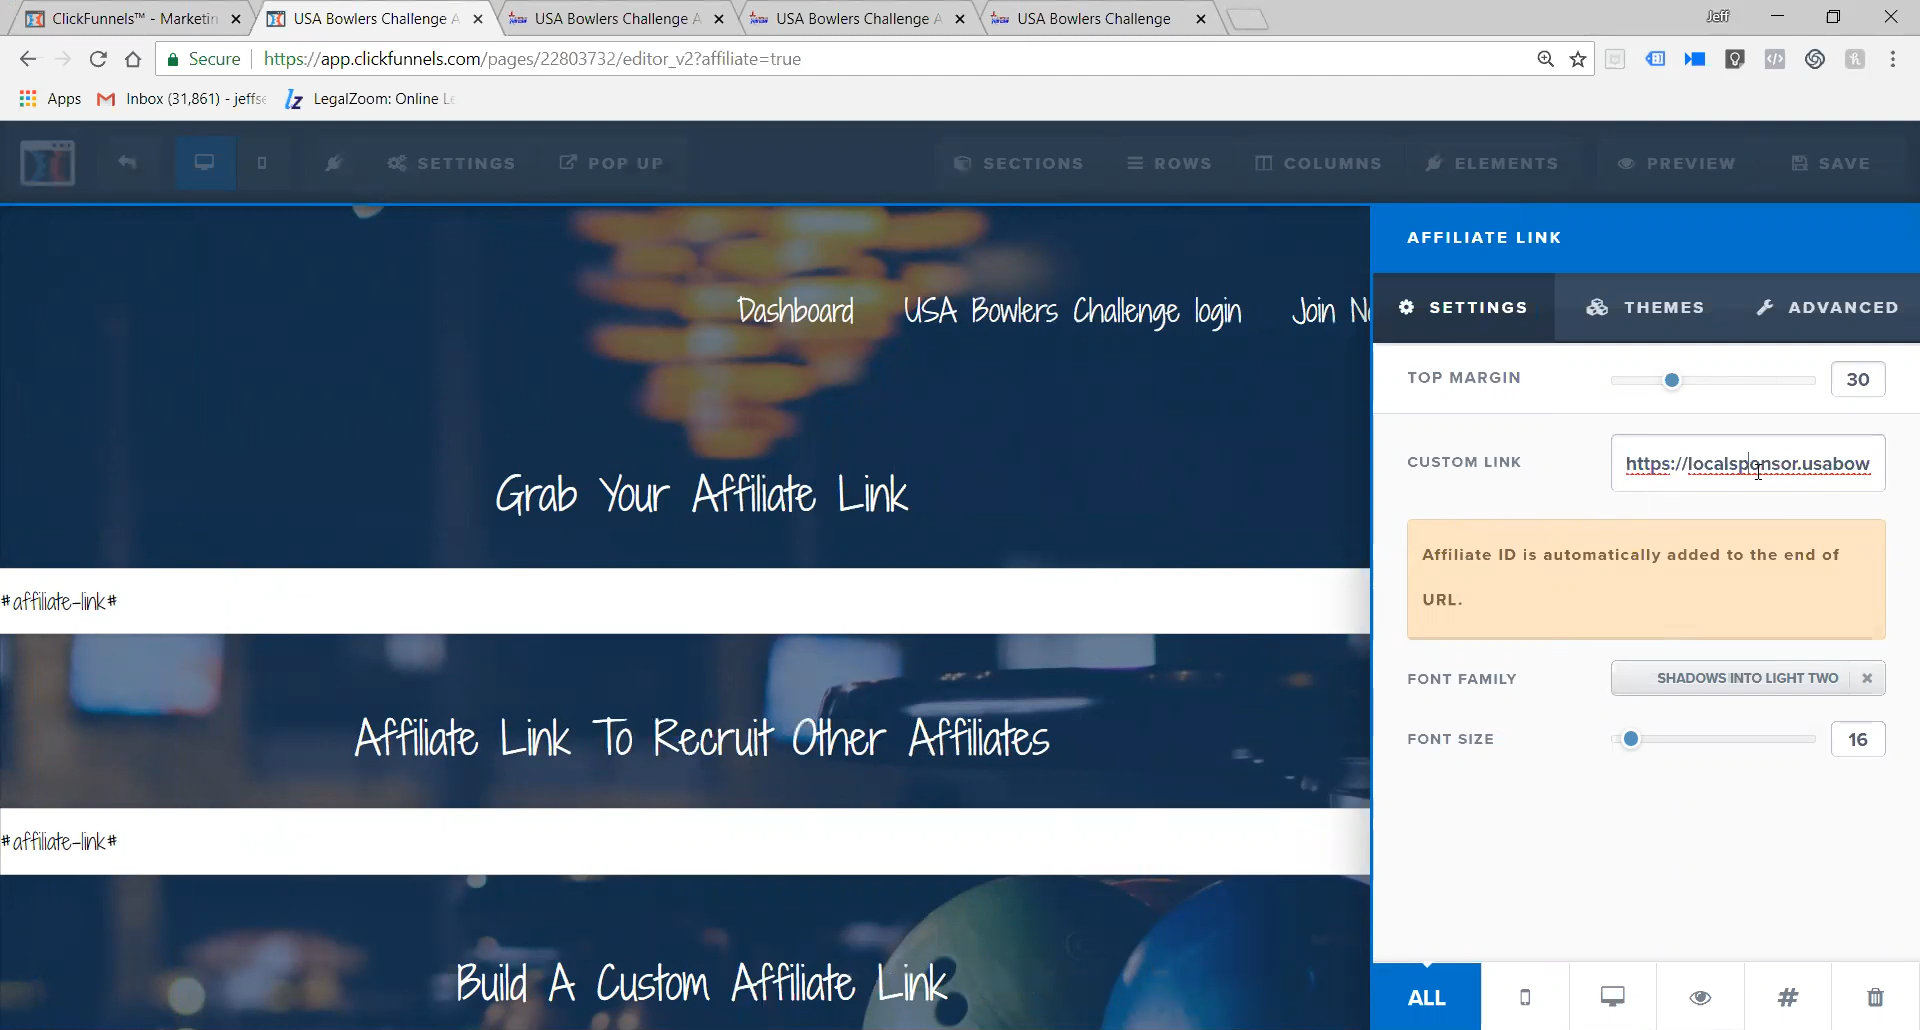 ClickFunnels™ - Marketin
USA Bowlers Challenge A
USA Bowlers Challenge A
USA Bowlers Challenge A
USA Bowlers Challenge
Jeff
Secure
https://app.clickfunnels.com/pages/22803732/editor_v2?affiliate=true
Apps
Inbox (31,861) - jeffse
LegalZoom: Online Le
SETTINGS
POP UP
SECTIONS
ROWS
COLUMNS
ELEMENTS
PREVIEW
SAVE
Dashboard
USA Bowlers Challenge login
Join No
Grab Your Affiliate Link
#affiliate-link#
Affiliate Link To Recruit Other Affiliates
#affiliate-link#
Build A Custom Affiliate Link
AFFILIATE LINK
SETTINGS
THEMES
ADVANCED
TOP MARGIN
30
CUSTOM LINK
https://localsponsor.usabow
Affiliate ID is automatically added to the end of
URL.
FONT FAMILY
SHADOWS INTO LIGHT TWO
FONT SIZE
16
ALL